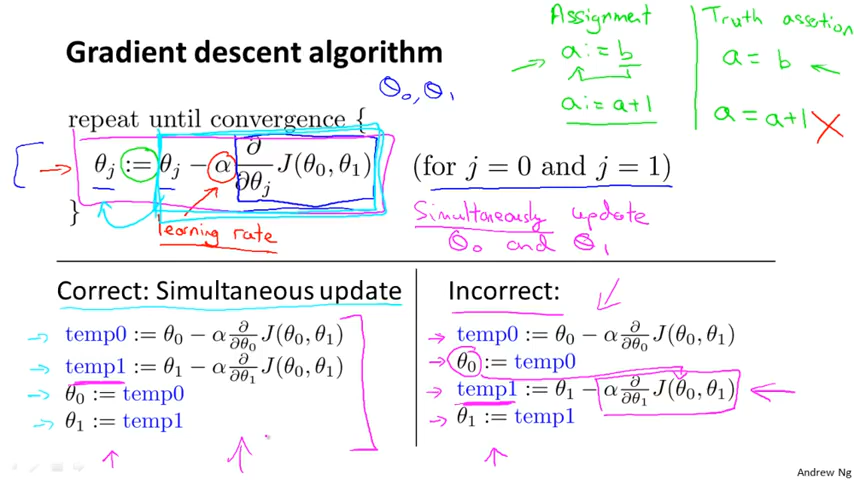 Assignment
a := b
a := a+1
Truth assertion
a = b
a = a+1 X
Gradient descent algorithm
θ₀, θ₁
repeat until convergence {
θⱼ := θⱼ − α ∂/∂θⱼ J(θ₀, θ₁) (for j = 0 and j = 1)
}
learning rate
Simultaneously update
θ₀ and θ₁
Correct: Simultaneous update
temp0 := θ₀ − α ∂/∂θ₀ J(θ₀, θ₁)
temp1 := θ₁ − α ∂/∂θ₁ J(θ₀, θ₁)
θ₀ := temp0
θ₁ := temp1
Incorrect:
temp0 := θ₀ − α ∂/∂θ₀ J(θ₀, θ₁)
θ₀ := temp0
temp1 := θ₁ − α ∂/∂θ₁ J(θ₀, θ₁)
θ₁ := temp1
Andrew Ng